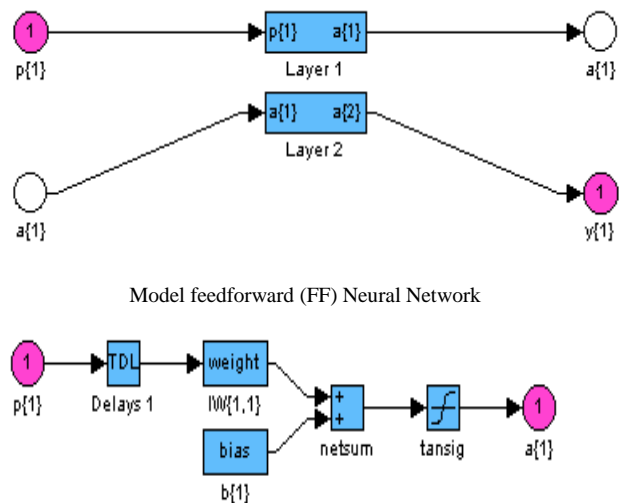 1
p{1} a{1}
p{1}
Layer 1
a{1}
a{1} a{2}
Layer 2
a{1}
1
y{1}
Model feedforward (FF) Neural Network
1
TDL
weight
+
+
1
p{1}
Delays 1
IW{1,1}
netsum
tansig
a{1}
bias
b{1}